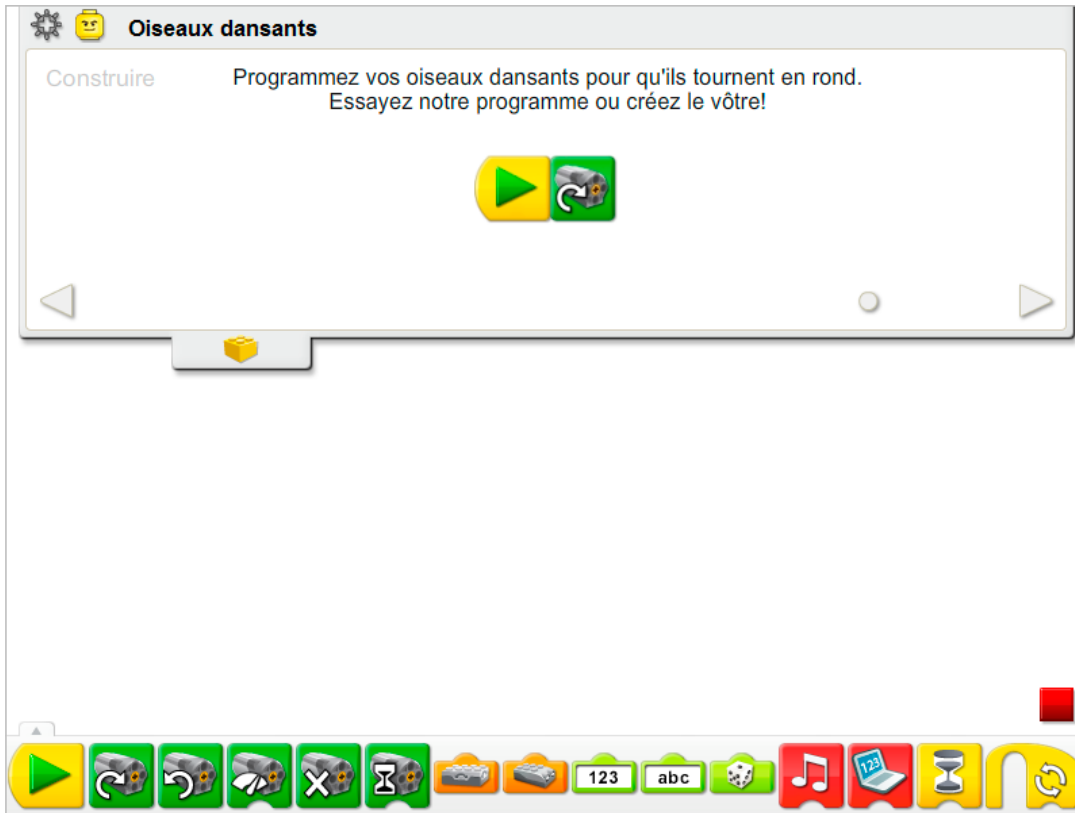 Oiseaux dansants
Construire
Programmez vos oiseaux dansants pour qu'ils tournent en rond.
Essayez notre programme ou créez le vôtre!
123
abc
123